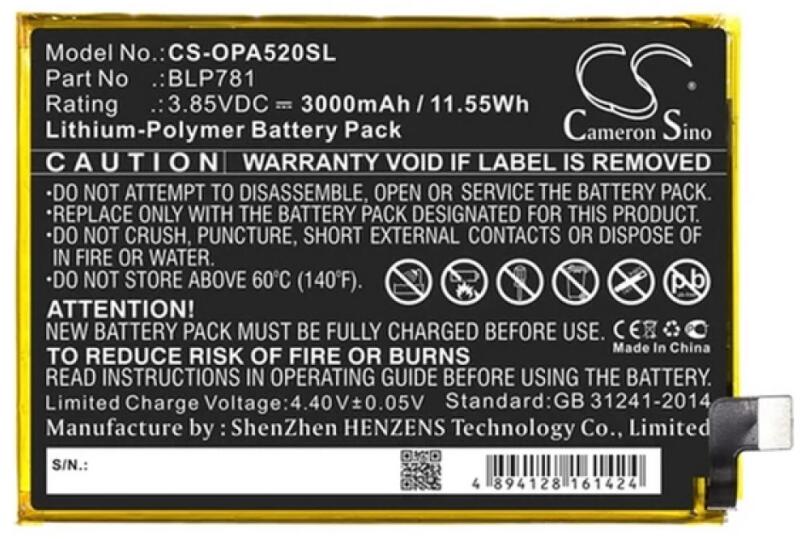 Model No.: CS-OPA520SL
Part No .: BLP781
Rating .: 3.85VDC ⎓ 3000mAh / 11.55Wh
Lithium-Polymer Battery Pack
Cameron Sino
®
CAUTION WARRANTY VOID IF LABEL IS REMOVED
•DO NOT ATTEMPT TO DISASSEMBLE, OPEN OR SERVICE THE BATTERY PACK.
•REPLACE ONLY WITH THE BATTERY PACK DESIGNATED FOR THIS UNIT.
•DO NOT CRUSH, PUNCTURE, SHORT EXTERNAL CONTACTS OR DISPOSE OF
IN FIRE OR WATER.
•DO NOT STORE ABOVE 60°C (140°F).
Pb
ATTENTION!
NEW BATTERY PACK MUST BE FULLY CHARGED BEFORE USE.
CE
Made In China
TO REDUCE RISK OF FIRE OR BURNS
READ INSTRUCTIONS IN OPERATING GUIDE BEFORE USING THE BATTERY.
Limited Charge Voltage:4.40V±0.05V Standard:GB 31241-2014
Manufacture by : ShenZhen HENZENS Technology Co., Limited
S/N.:
4 894128 161424